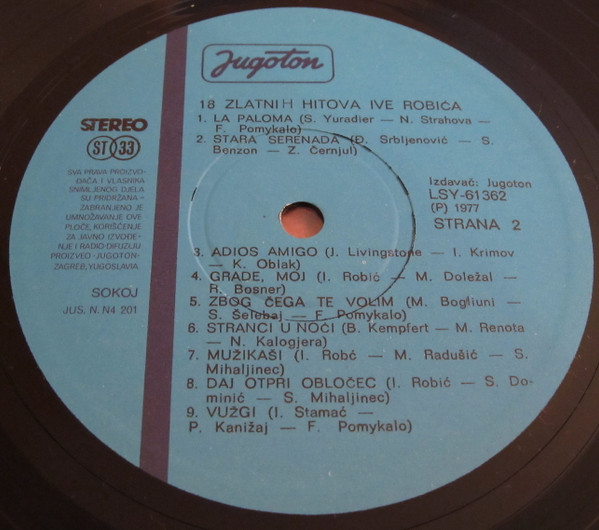 Jugoton
18 ZLATNIH HITOVA IVE ROBIĆA
1. LA PALOMA (S. Yuradier — N. Strahova —
F. Pomykalo)
2. STARA SERENADA (Đ. Srbljenović — S.
Benzon — Z. Černjul)
STEREO
ST 33
SVA PRAVA PROIZVO-
ĐAČA I VLASNIKA
SNIMLJENOG DJELA
SU PRIDRŽANA -
ZABRANJENO JE
UMNOŽAVANJE OVE
PLOČE, KORIŠĆENJE
ZA JAVNO IZVOĐE-
NJE I RADIO-DIFUZIJU
PROIZVEO - JUGOTON-
ZAGREB, YUGOSLAVIA
SOKOJ
JUS. N. N4 201
Izdavač: Jugoton
LSY-61362
(P) 1977
STRANA 2
3. ADIOS AMIGO (J. Livingstone — I. Krimov
— K. Oblak)
4. GRADE, MOJ (I. Robić — M. Doležal —
R. Bosner)
5. ZBOG ČEGA TE VOLIM (M. Bogliuni —
S. Šelebaj — F. Pomykalo)
6. STRANCI U NOĆI (B. Kempfert — M. Renota
— N. Kalogjera)
7. MUŽIKAŠI (I. Robć — M. Radušić — S.
Mihaljinec)
8. DAJ OTPRI OBLOČEC (I. Robić — S. Do-
minić — S. Mihaljinec)
9. VUŽGI (I. Stamać —
P. Kanižaj — F. Pomykalo)